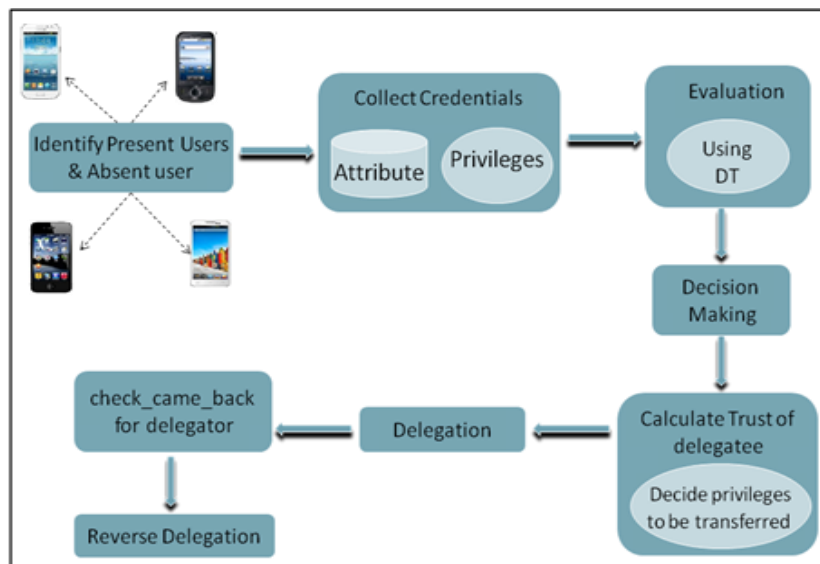 Identify Present Users
& Absent user
Collect Credentials
Attribute
Privileges
Evaluation
Using
DT
Decision
Making
Calculate Trust of
delegatee
Decide privileges
to be transferred
Delegation
check_came_back
for delegator
Reverse Delegation